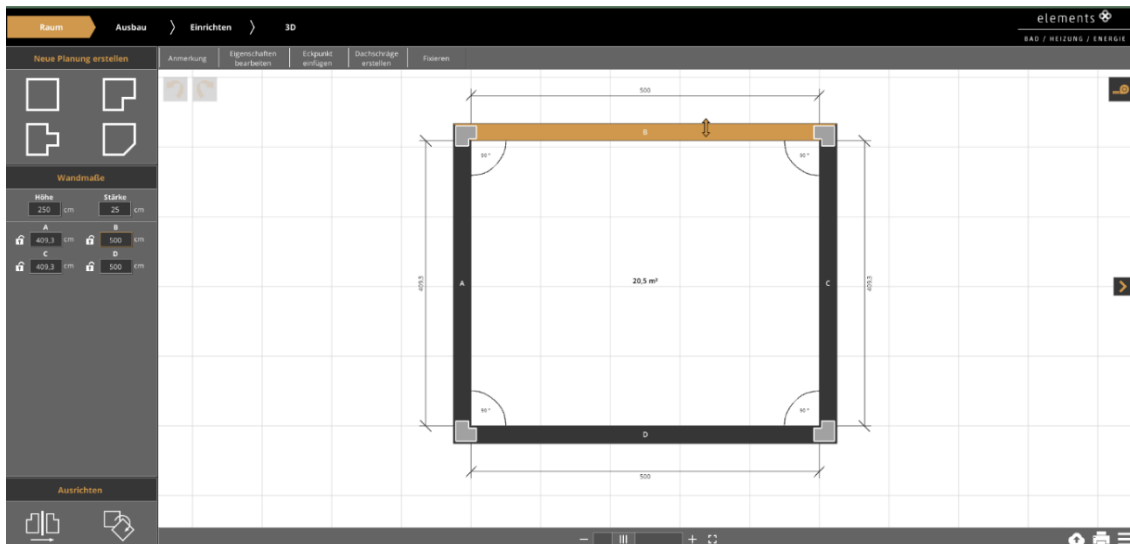 Raum
Ausbau
Einrichten
3D
elements
BAD / HEIZUNG / ENERGIE
Neue Planung erstellen
Anmerkung
Eigenschaften
bearbeiten
Eckpunkt
einfügen
Dachschräge
erstellen
Fixieren
Wandmaße
Höhe
Stärke
250 cm
25 cm
A
B
409,3 cm
500 cm
C
D
409,3 cm
500 cm
Ausrichten
500
B
90 °
90 °
409,3
A
20,5 m²
C
409,3
90 °
90 °
D
500